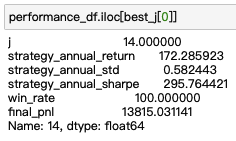 performance_df.iloc[best_j[0]]
j 14.000000
strategy_annual_return 172.285923
strategy_annual_std 0.582443
strategy_annual_sharpe 295.764421
win_rate 100.000000
final_pnl 13815.031141
Name: 14, dtype: float64